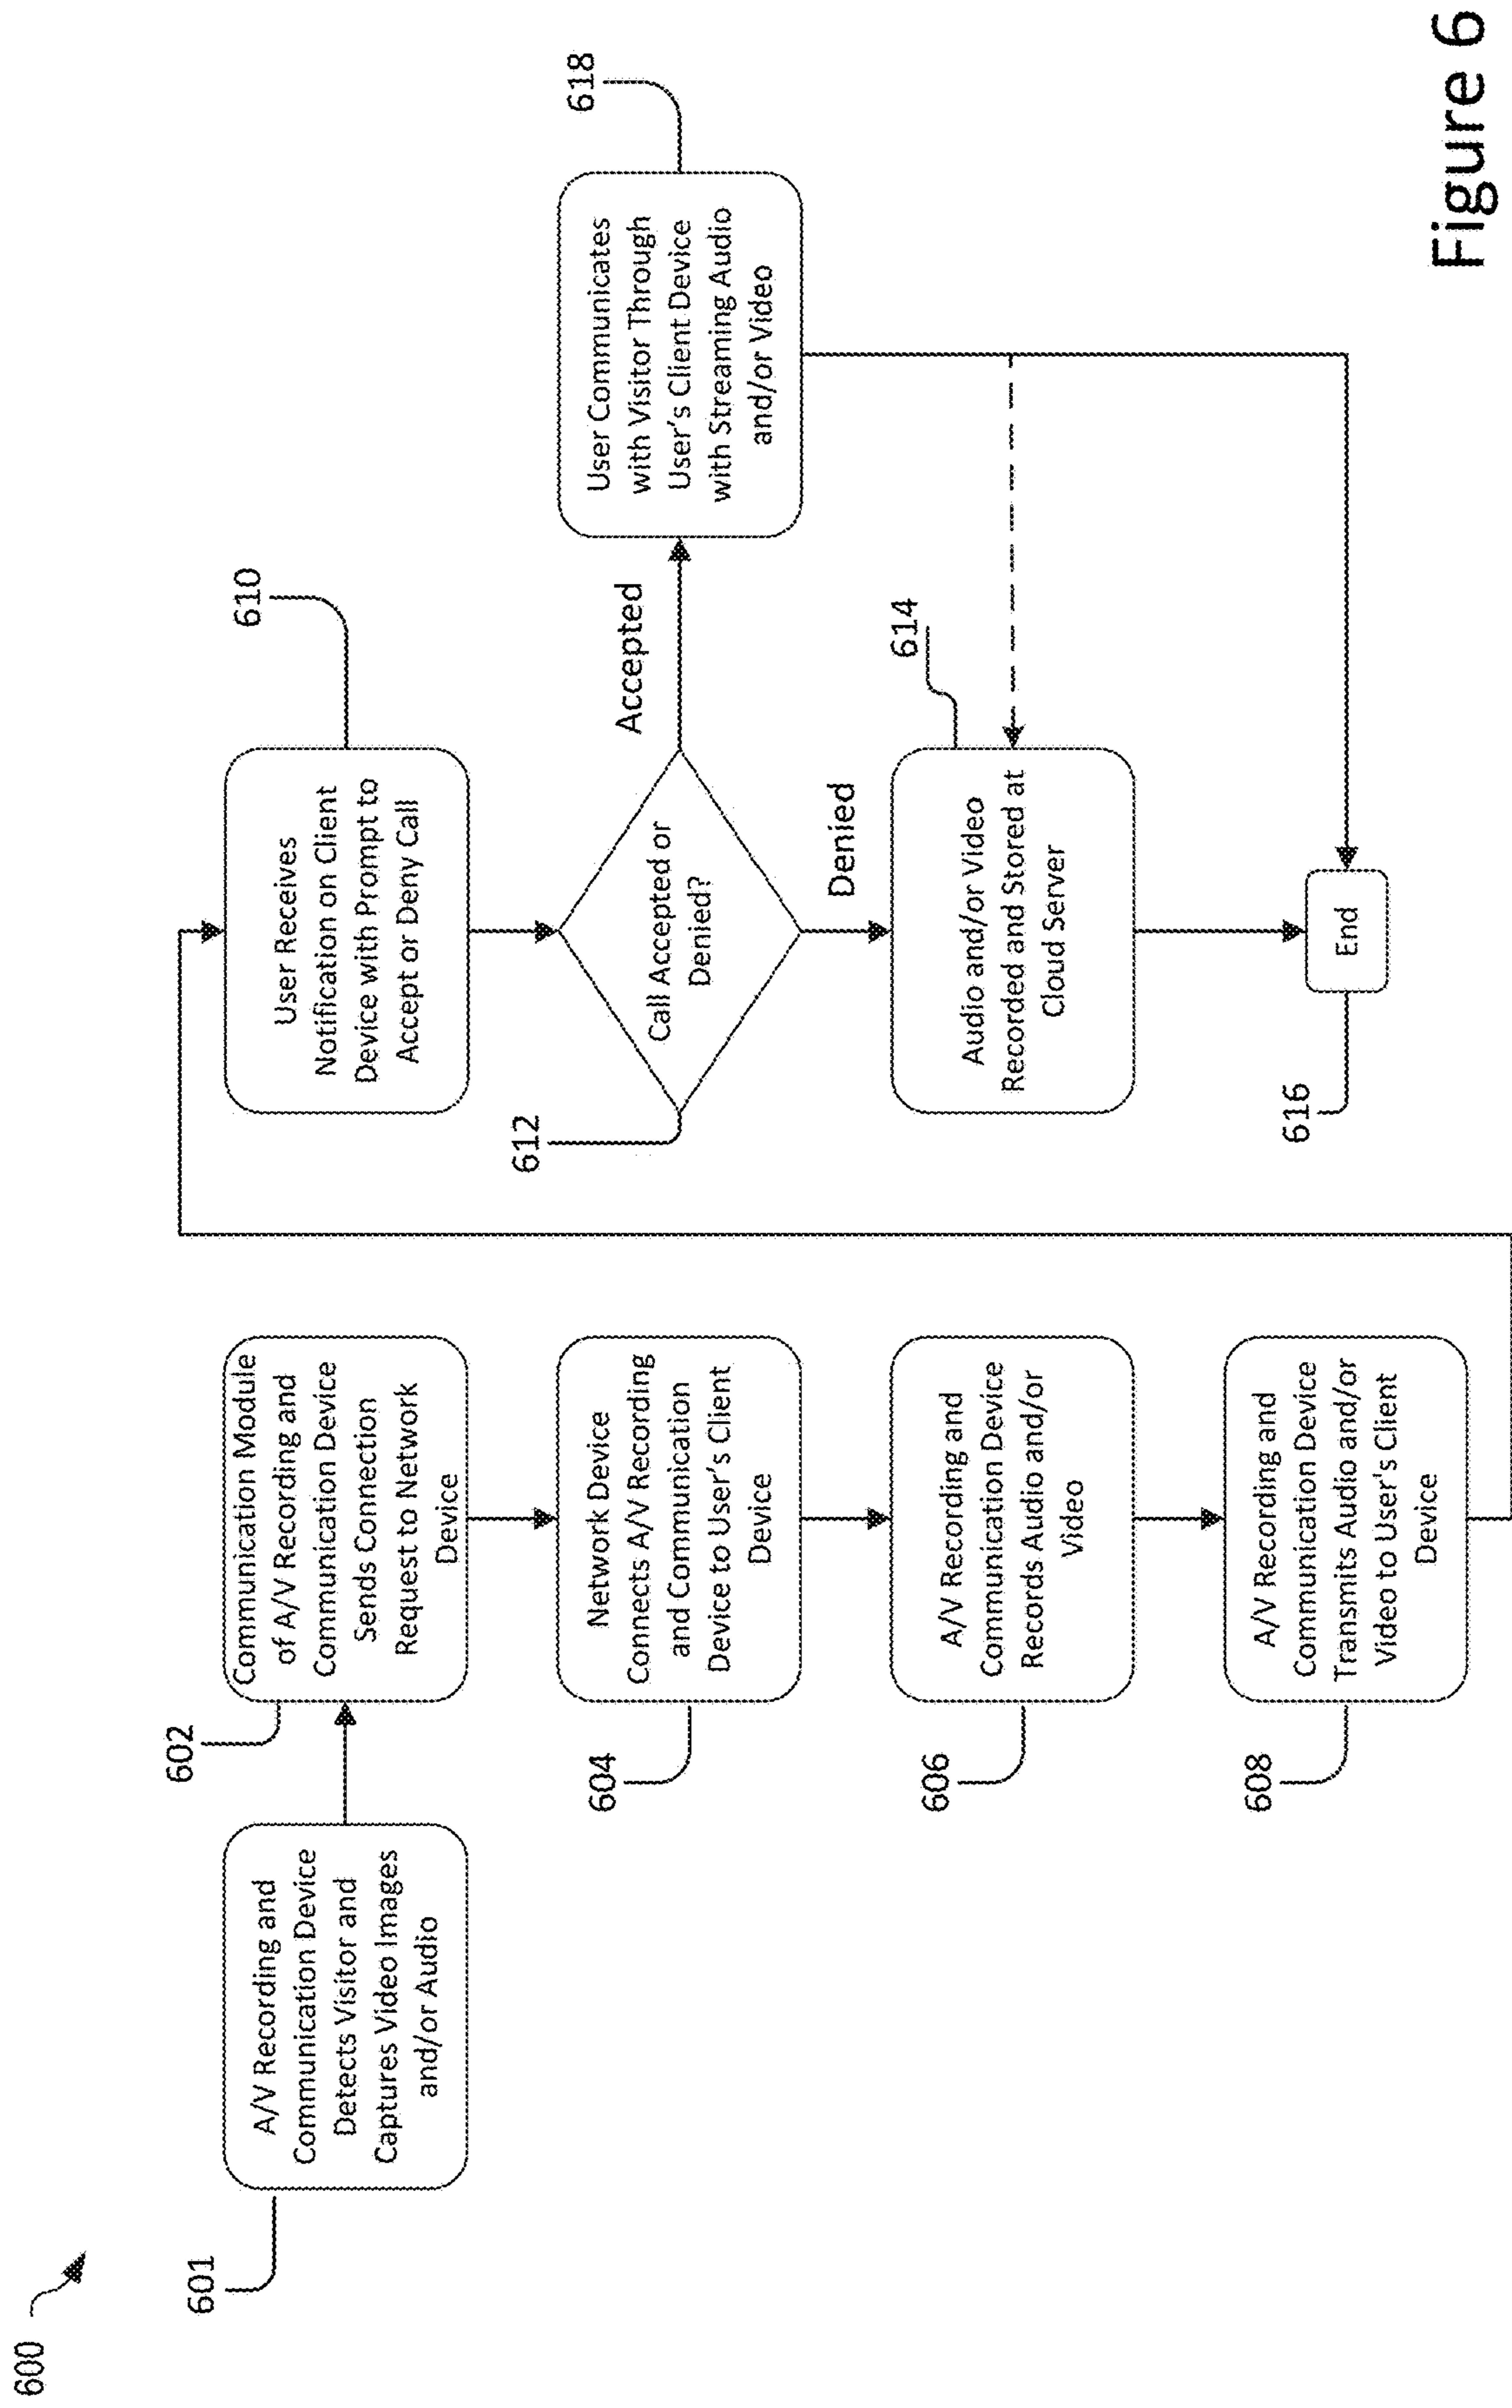 600
601
A/V Recording and
Communication Device
Detects Visitor and
Captures Video Images
and/or Audio
602
Communication Module
of A/V Recording and
Communication Device
Sends Connection
Request to Network
Device
604
Network Device
Connects A/V Recording
and Communication
Device to User's Client
Device
606
A/V Recording and
Communication Device
Records Audio and/or
Video
608
A/V Recording and
Communication Device
Transmits Audio and/or
Video to User's Client
Device
610
User Receives
Notification on Client
Device with Prompt to
Accept or Deny Call
612
Call Accepted or
Denied?
Accepted
618
User Communicates
with Visitor Through
User's Client Device
with Streaming Audio
and/or Video
Denied
614
Audio and/or Video
Recorded and Stored at
Cloud Server
616
End
Figure 6